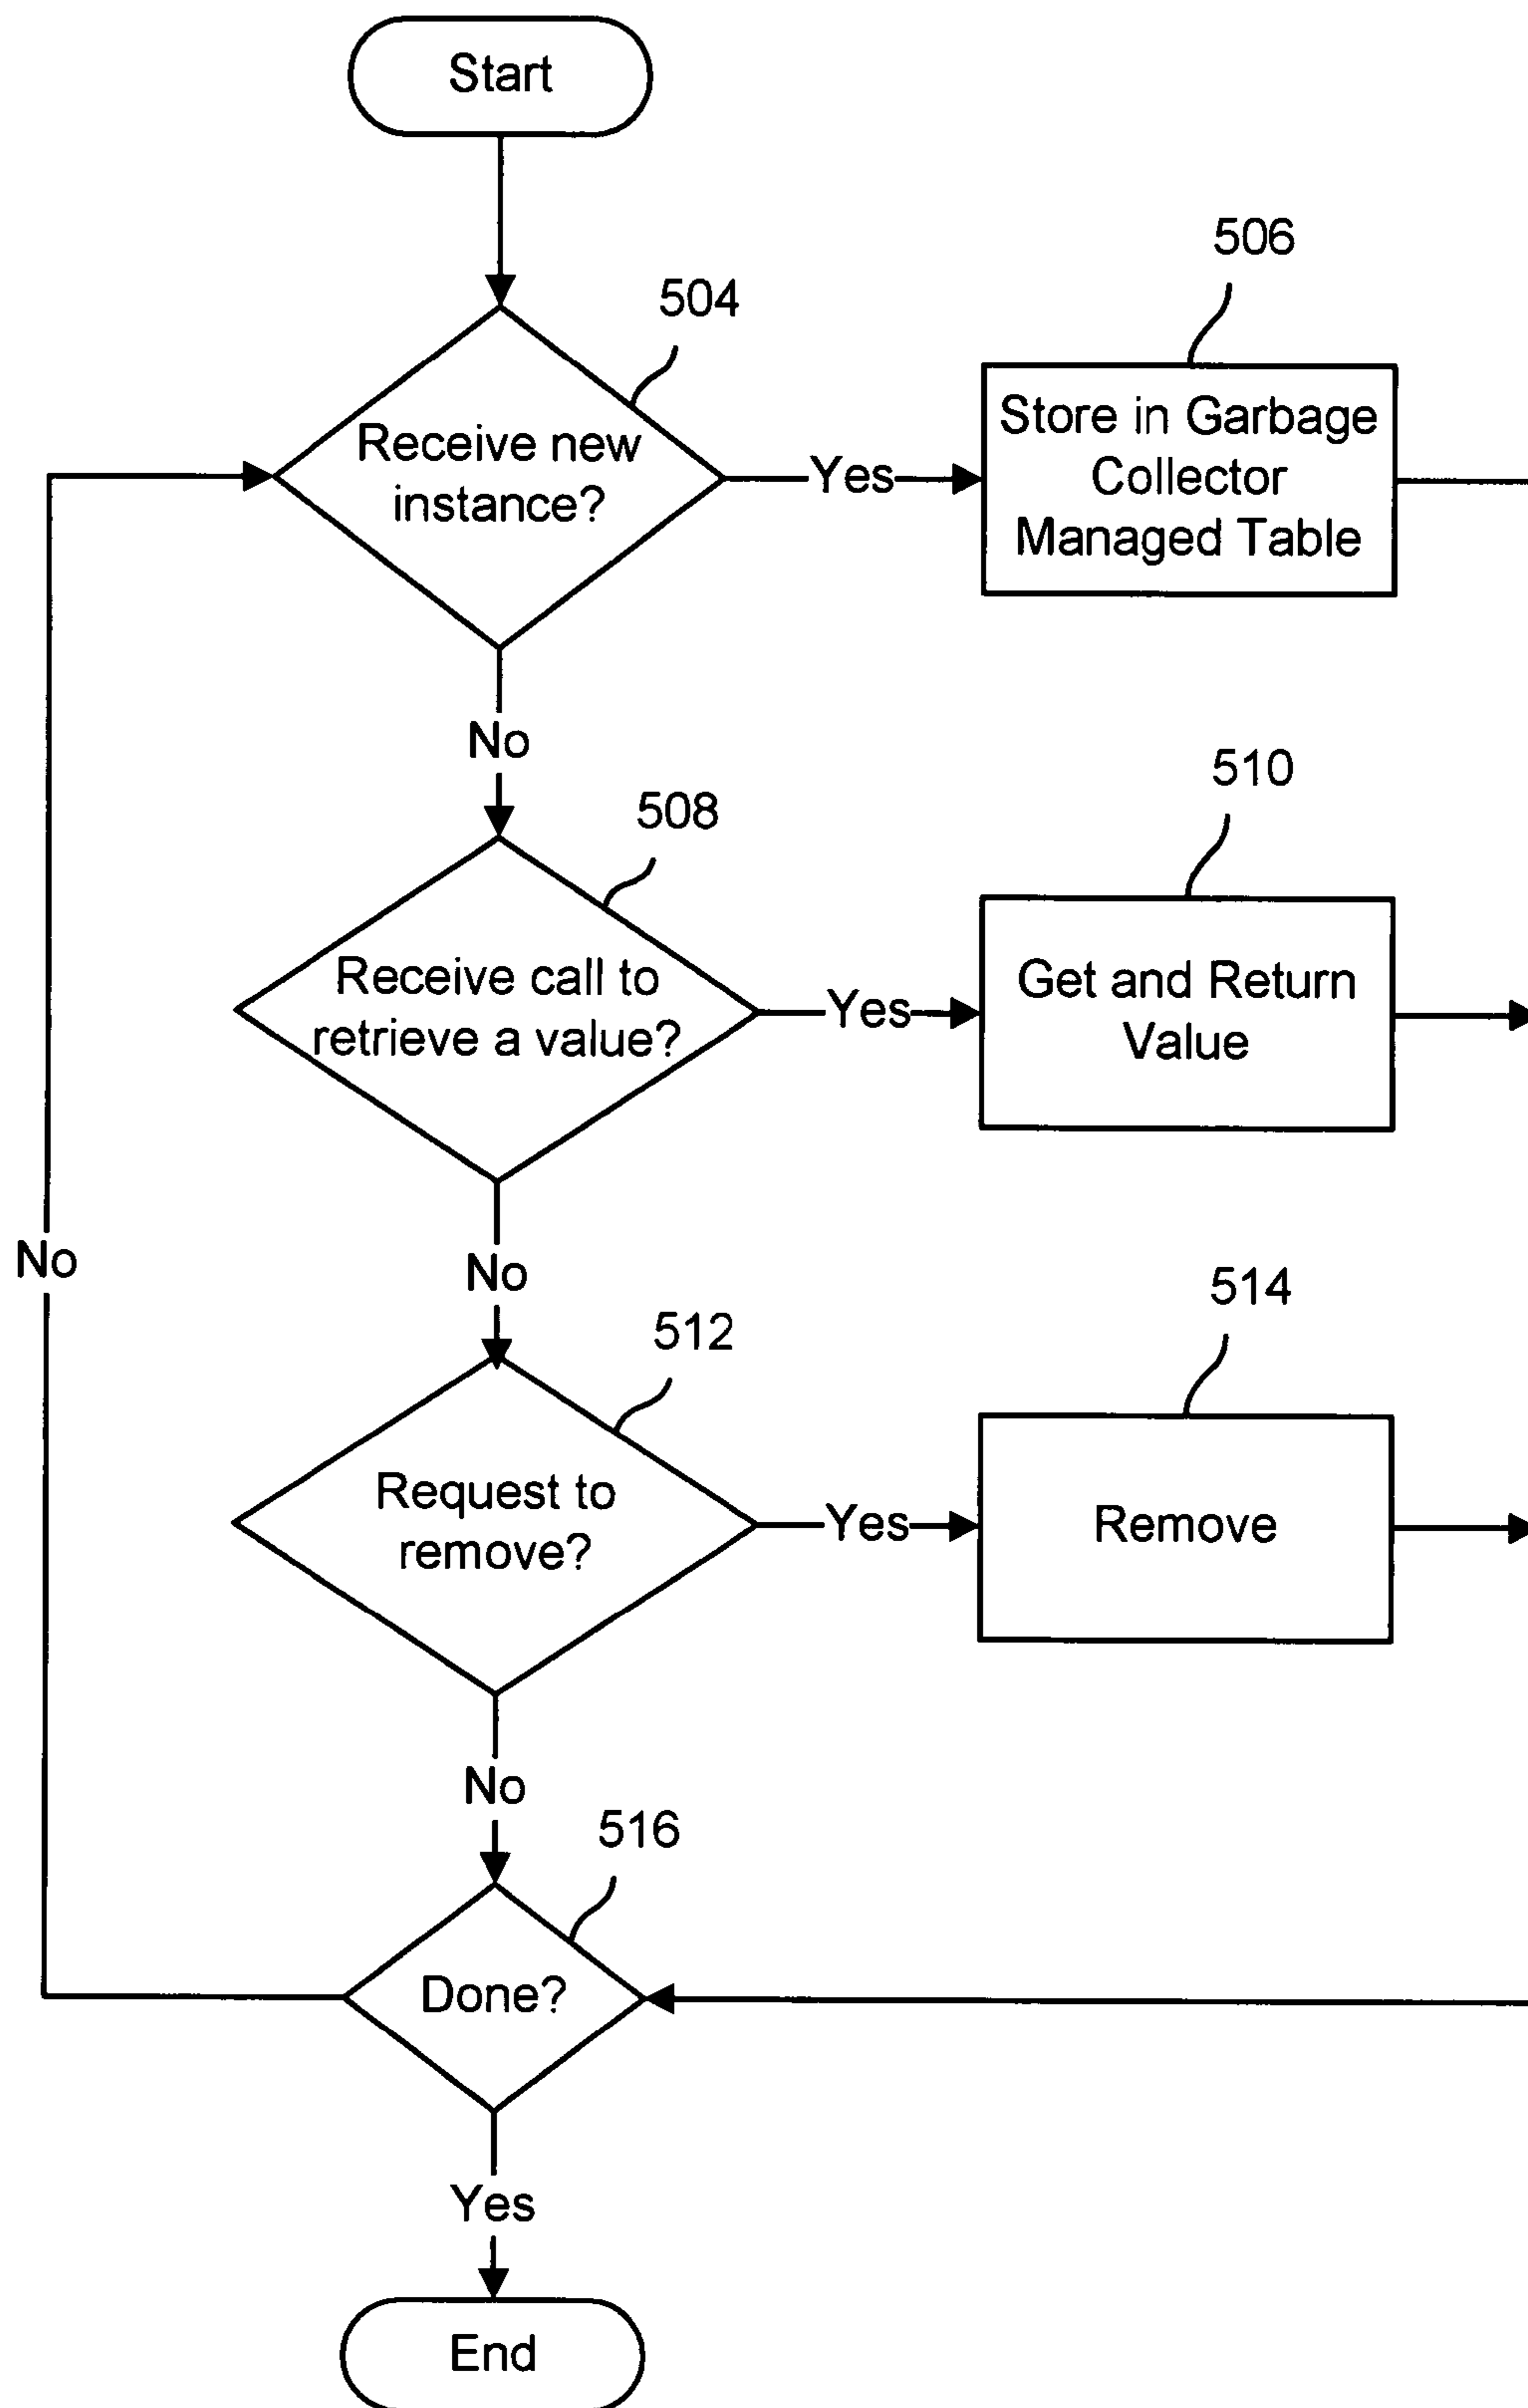 Start
504
506
Receive new
instance?
Yes
Store in Garbage
Collector
Managed Table
No
508
510
Receive call to
retrieve a value?
Yes
Get and Return
Value
No
No
512
514
Request to
remove?
Yes
Remove
No
516
Done?
Yes
End